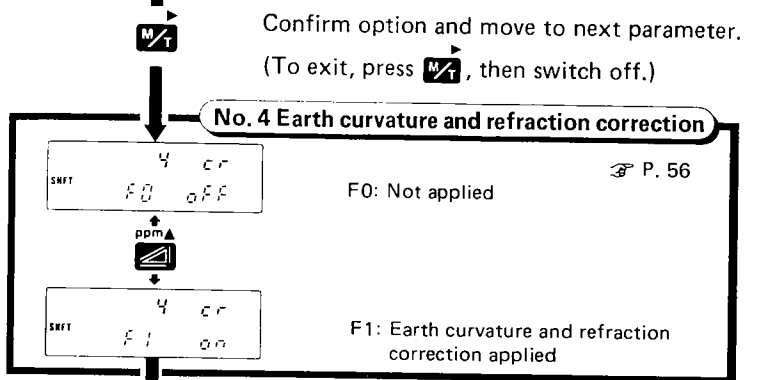 M/T Confirm option and move to next parameter.
(To exit, press M/T , then switch off.)
No. 4 Earth curvature and refraction correction
4 cr
☞ P. 56
SHFT
F0 off
F0: Not applied
ppm▲
4 cr
SHFT
F1 on
F1: Earth curvature and refraction
correction applied